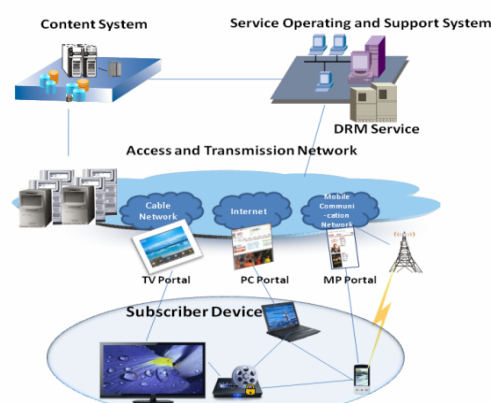 Content System
Service Operating and Support System
DRM Service
Access and Transmission Network
Cable
Network
Internet
Mobile
Communi
-cation
Network
TV Portal
PC Portal
MP Portal
Subscriber Device